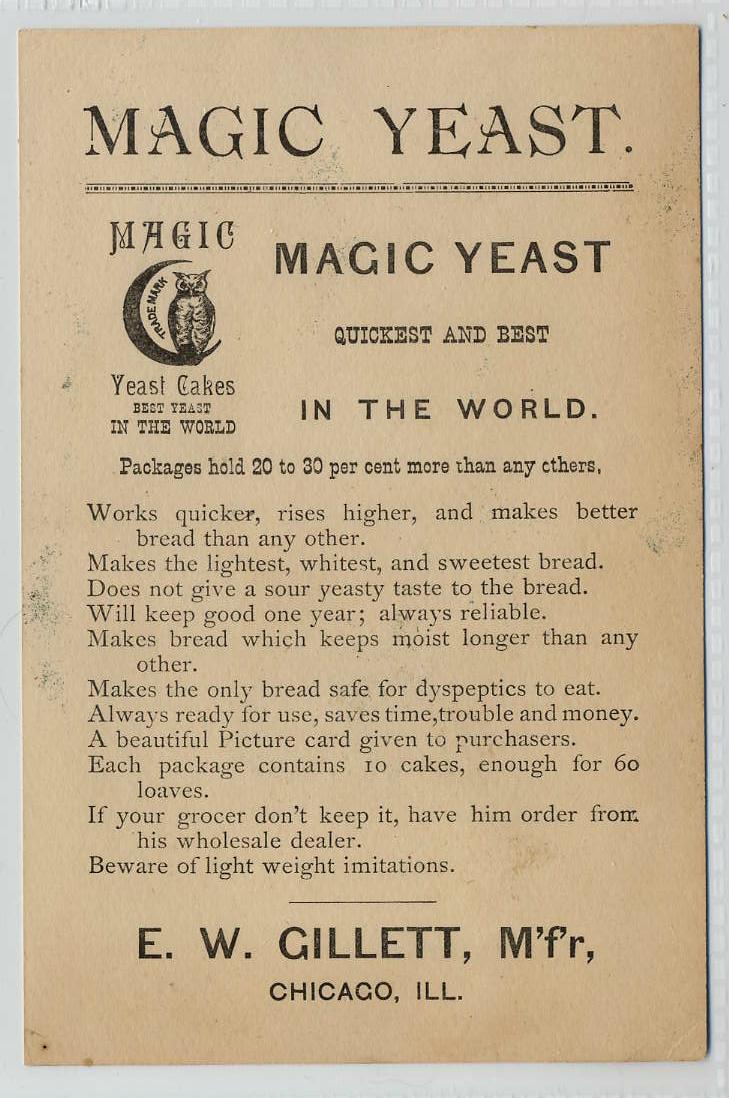 MAGIC YEAST.
MAGIC
TRADE MARK
Yeast Cakes
BEST YEAST
IN THE WORLD
MAGIC YEAST
QUICKEST AND BEST
IN THE WORLD.
Packages hold 20 to 30 per cent more than any cthers,
Works quicker, rises higher, and makes better
bread than any other.
Makes the lightest, whitest, and sweetest bread.
Does not give a sour yeasty taste to the bread.
Will keep good one year; always reliable.
Makes bread which keeps moist longer than any
other.
Makes the only bread safe for dyspeptics to eat.
Always ready for use, saves time,trouble and money.
A beautiful Picture card given to purchasers.
Each package contains 10 cakes, enough for 60
loaves.
If your grocer don't keep it, have him order from
his wholesale dealer.
Beware of light weight imitations.
E. W. GILLETT, M'f'r,
CHICAGO, ILL.